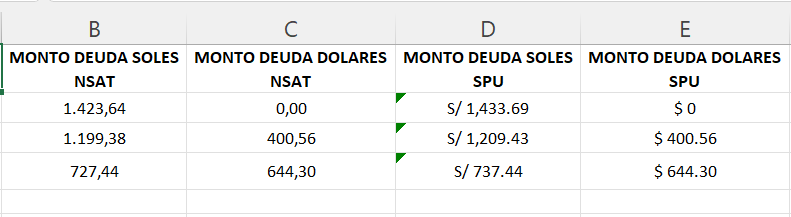 B C D E
MONTO DEUDA SOLES MONTO DEUDA DOLARES MONTO DEUDA SOLES MONTO DEUDA DOLARES
NSAT NSAT SPU SPU
1.423,64 0,00 S/ 1,433.69 $ 0
1.199,38 400,56 S/ 1,209.43 $ 400.56
727,44 644,30 S/ 737.44 $ 644.30